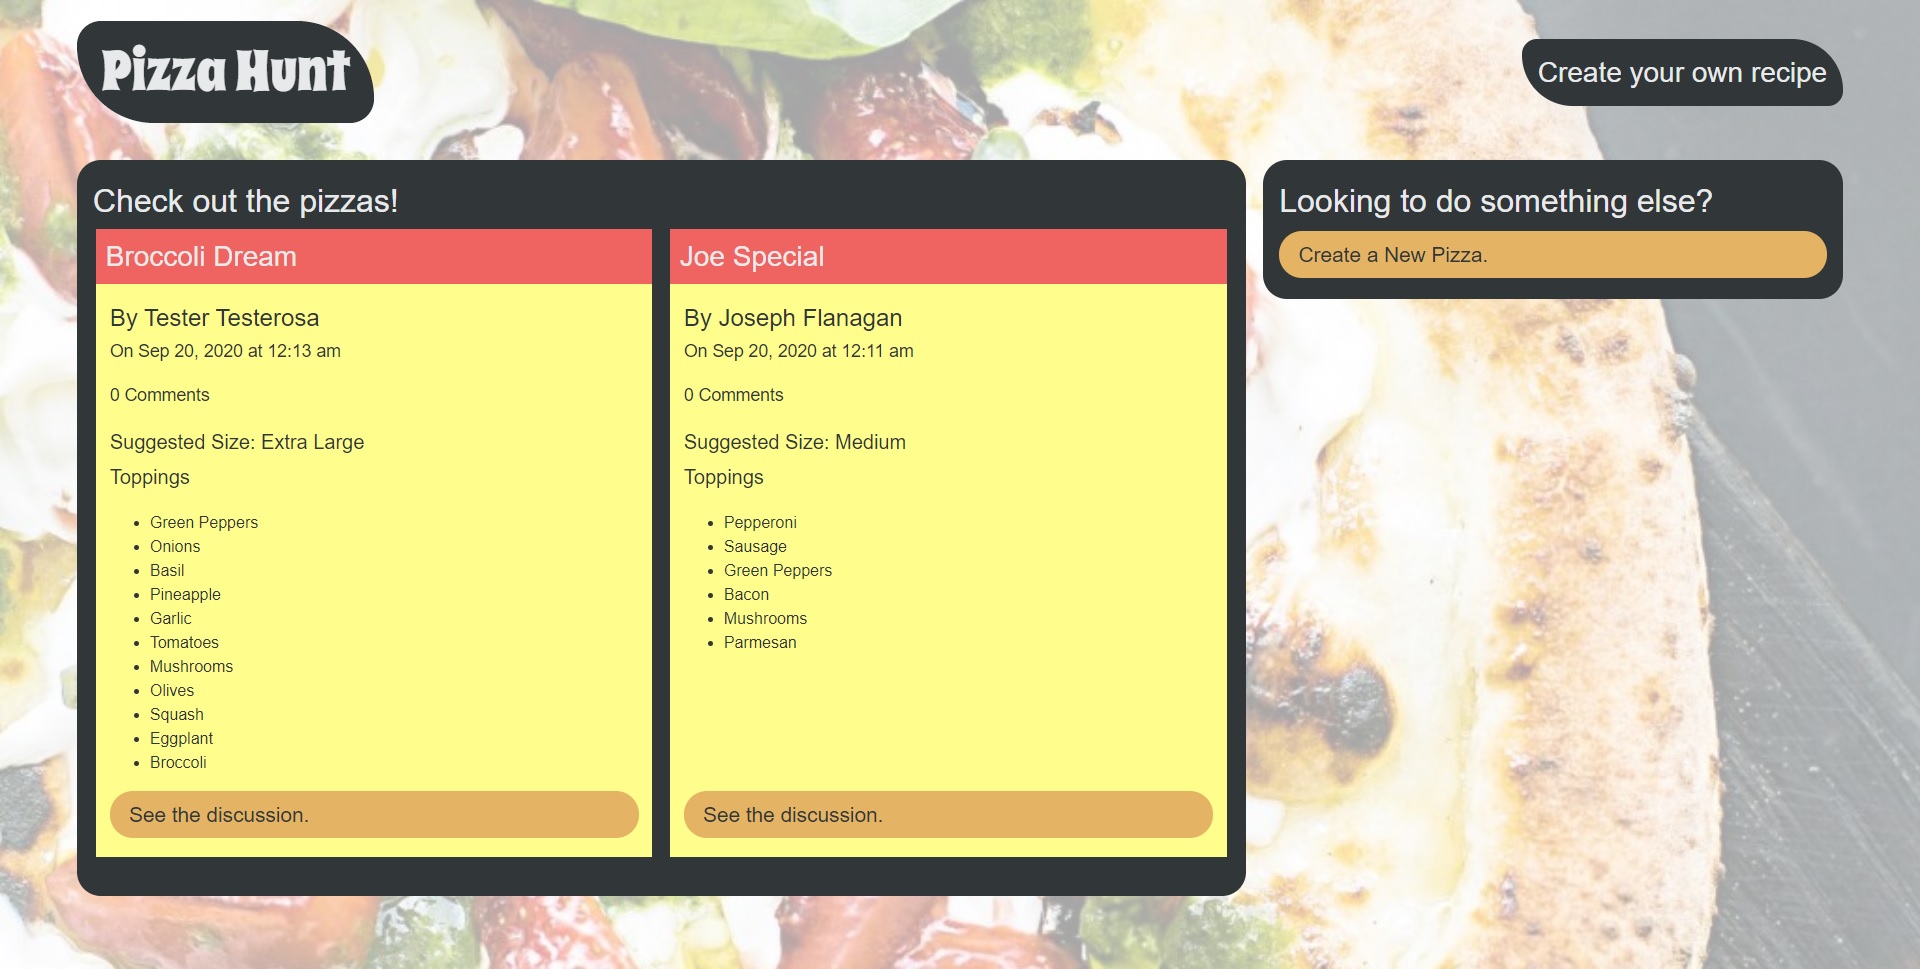 Pizza Hunt
Create your own recipe
Check out the pizzas!
Broccoli Dream
By Tester Testerosa
On Sep 20, 2020 at 12:13 am
0 Comments
Suggested Size: Extra Large
Toppings
Green Peppers
Onions
Basil
Pineapple
Garlic
Tomatoes
Mushrooms
Olives
Squash
Eggplant
Broccoli
See the discussion.
Joe Special
By Joseph Flanagan
On Sep 20, 2020 at 12:11 am
0 Comments
Suggested Size: Medium
Toppings
Pepperoni
Sausage
Green Peppers
Bacon
Mushrooms
Parmesan
See the discussion.
Looking to do something else?
Create a New Pizza.